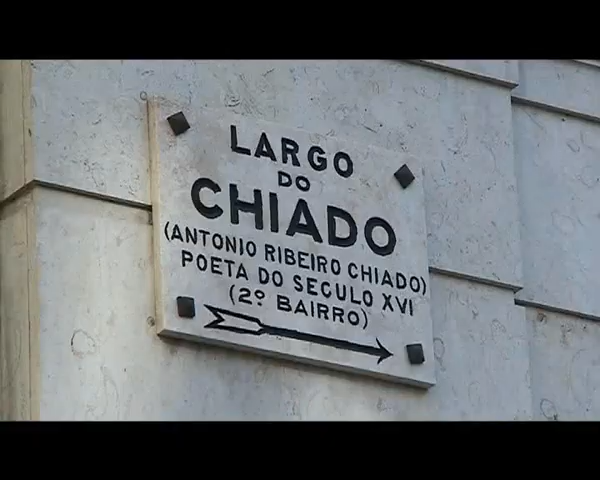 LARGO
DO
CHIADO
(ANTONIO RIBEIRO CHIADO)
POETA DO SECULO XVI
(2º BAIRRO)